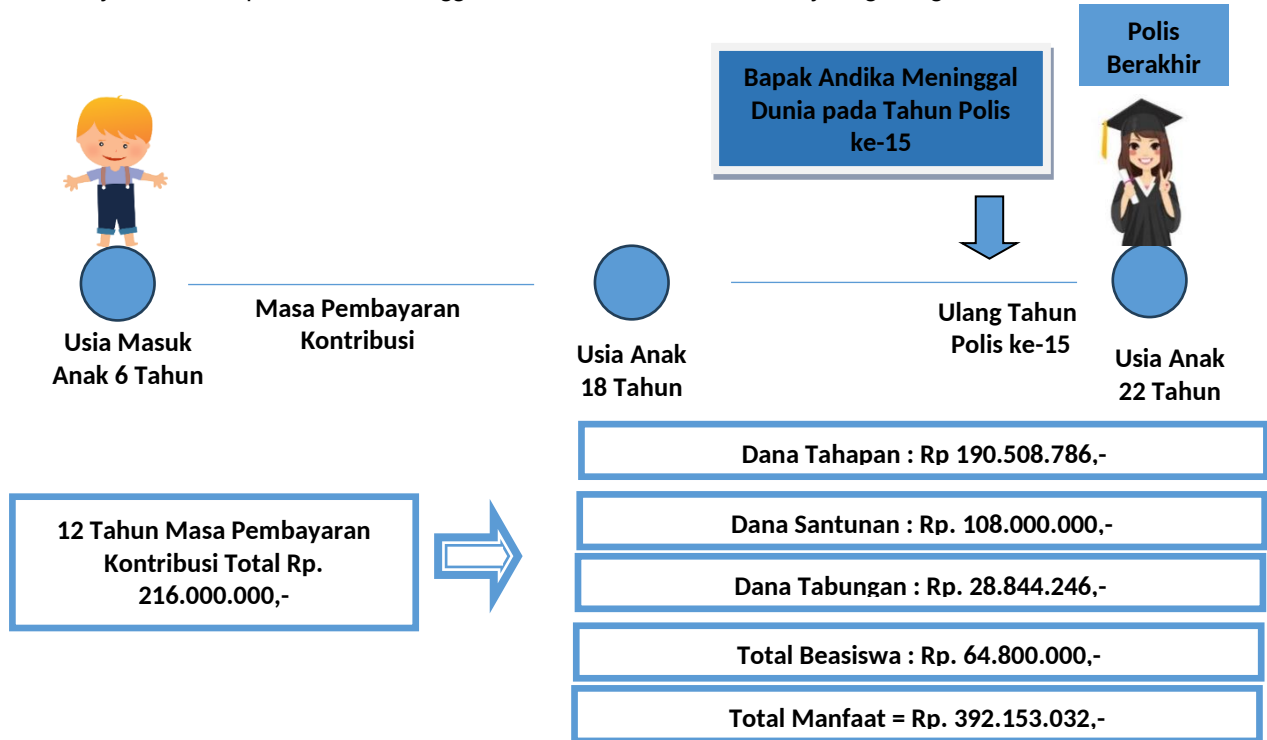 Polis
Berakhir
Bapak Andika Meninggal
Dunia pada Tahun Polis
ke-15
Masa Pembayaran
Kontribusi
Ulang Tahun
Polis ke-15
Usia Masuk
Anak 6 Tahun
Usia Anak
18 Tahun
Usia Anak
22 Tahun
Dana Tahapan : Rp 190.508.786,-
12 Tahun Masa Pembayaran
Kontribusi Total Rp.
216.000.000,-
Dana Santunan : Rp. 108.000.000,-
Dana Tabungan : Rp. 28.844.246,-
Total Beasiswa : Rp. 64.800.000,-
Total Manfaat = Rp. 392.153.032,-